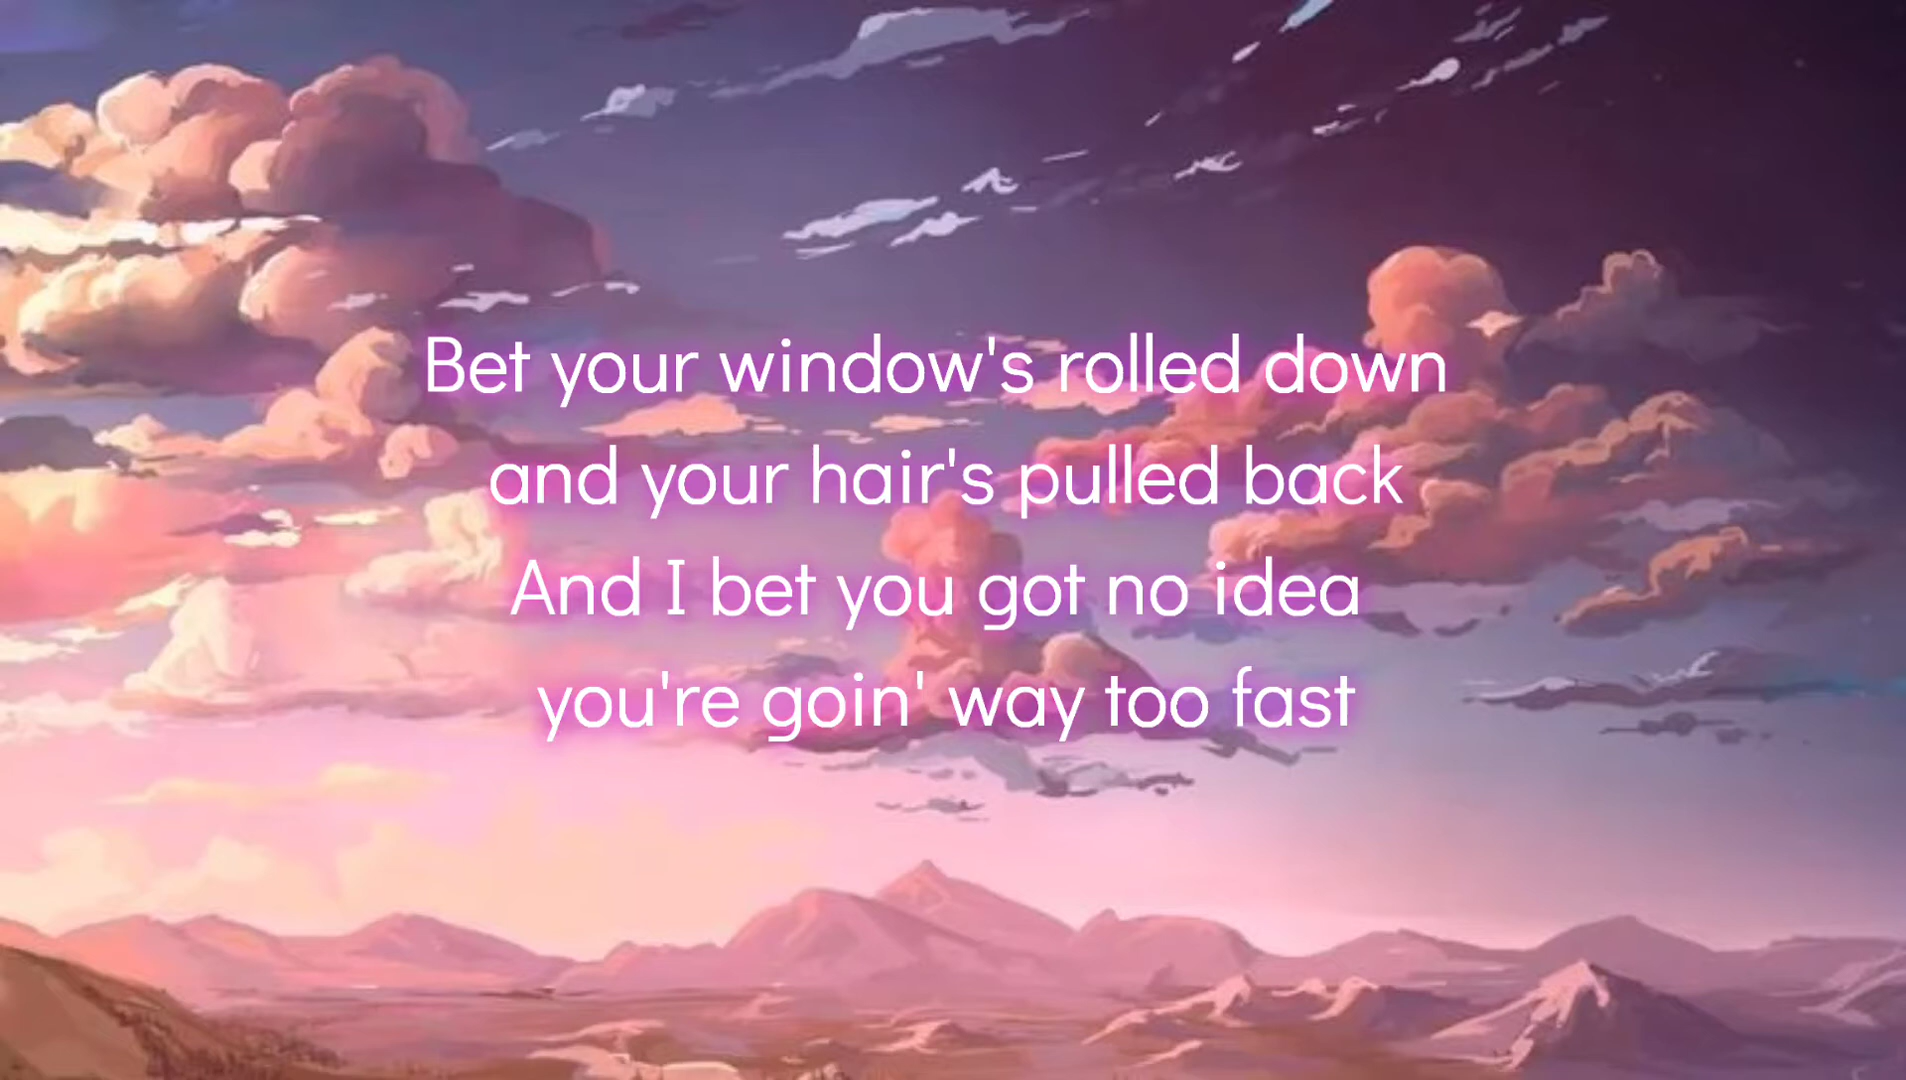 Bet your window's rolled down
and your hair's pulled back
And I bet you got no idea
you're goin' way too fast